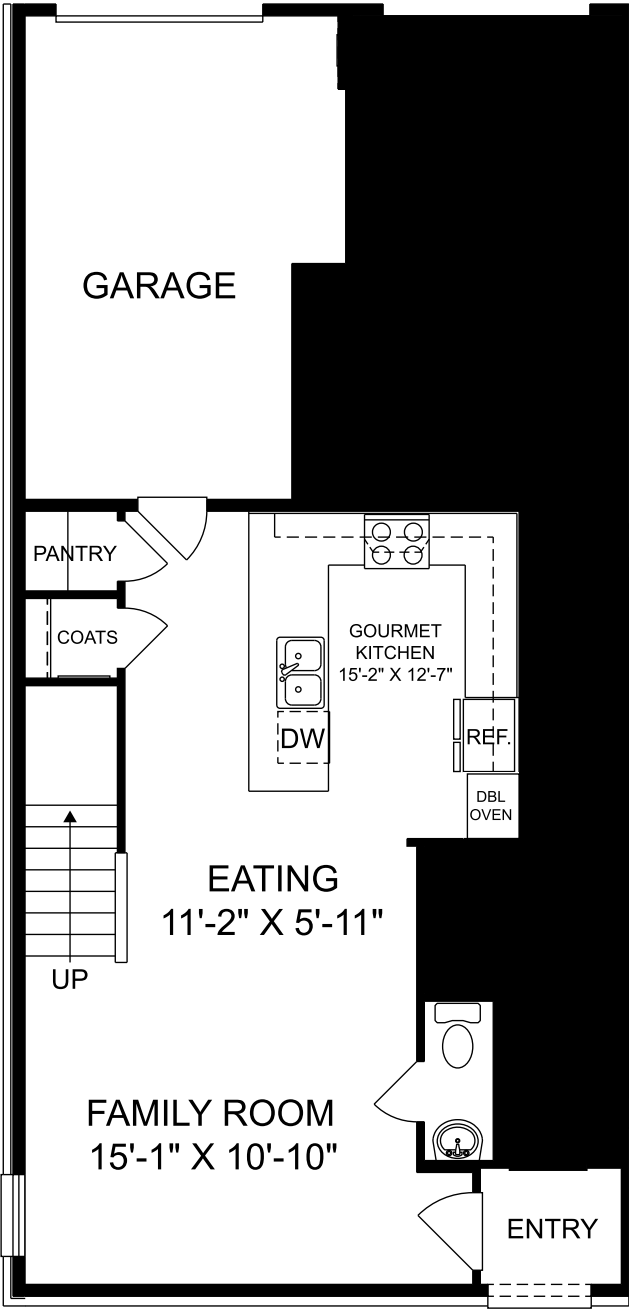 GARAGE
PANTRY
COATS
GOURMET
KITCHEN
15'-2" X 12'-7"
DW
REF.
DBL
OVEN
EATING
11'-2" X 5'-11"
UP
FAMILY ROOM
15'-1" X 10'-10"
ENTRY